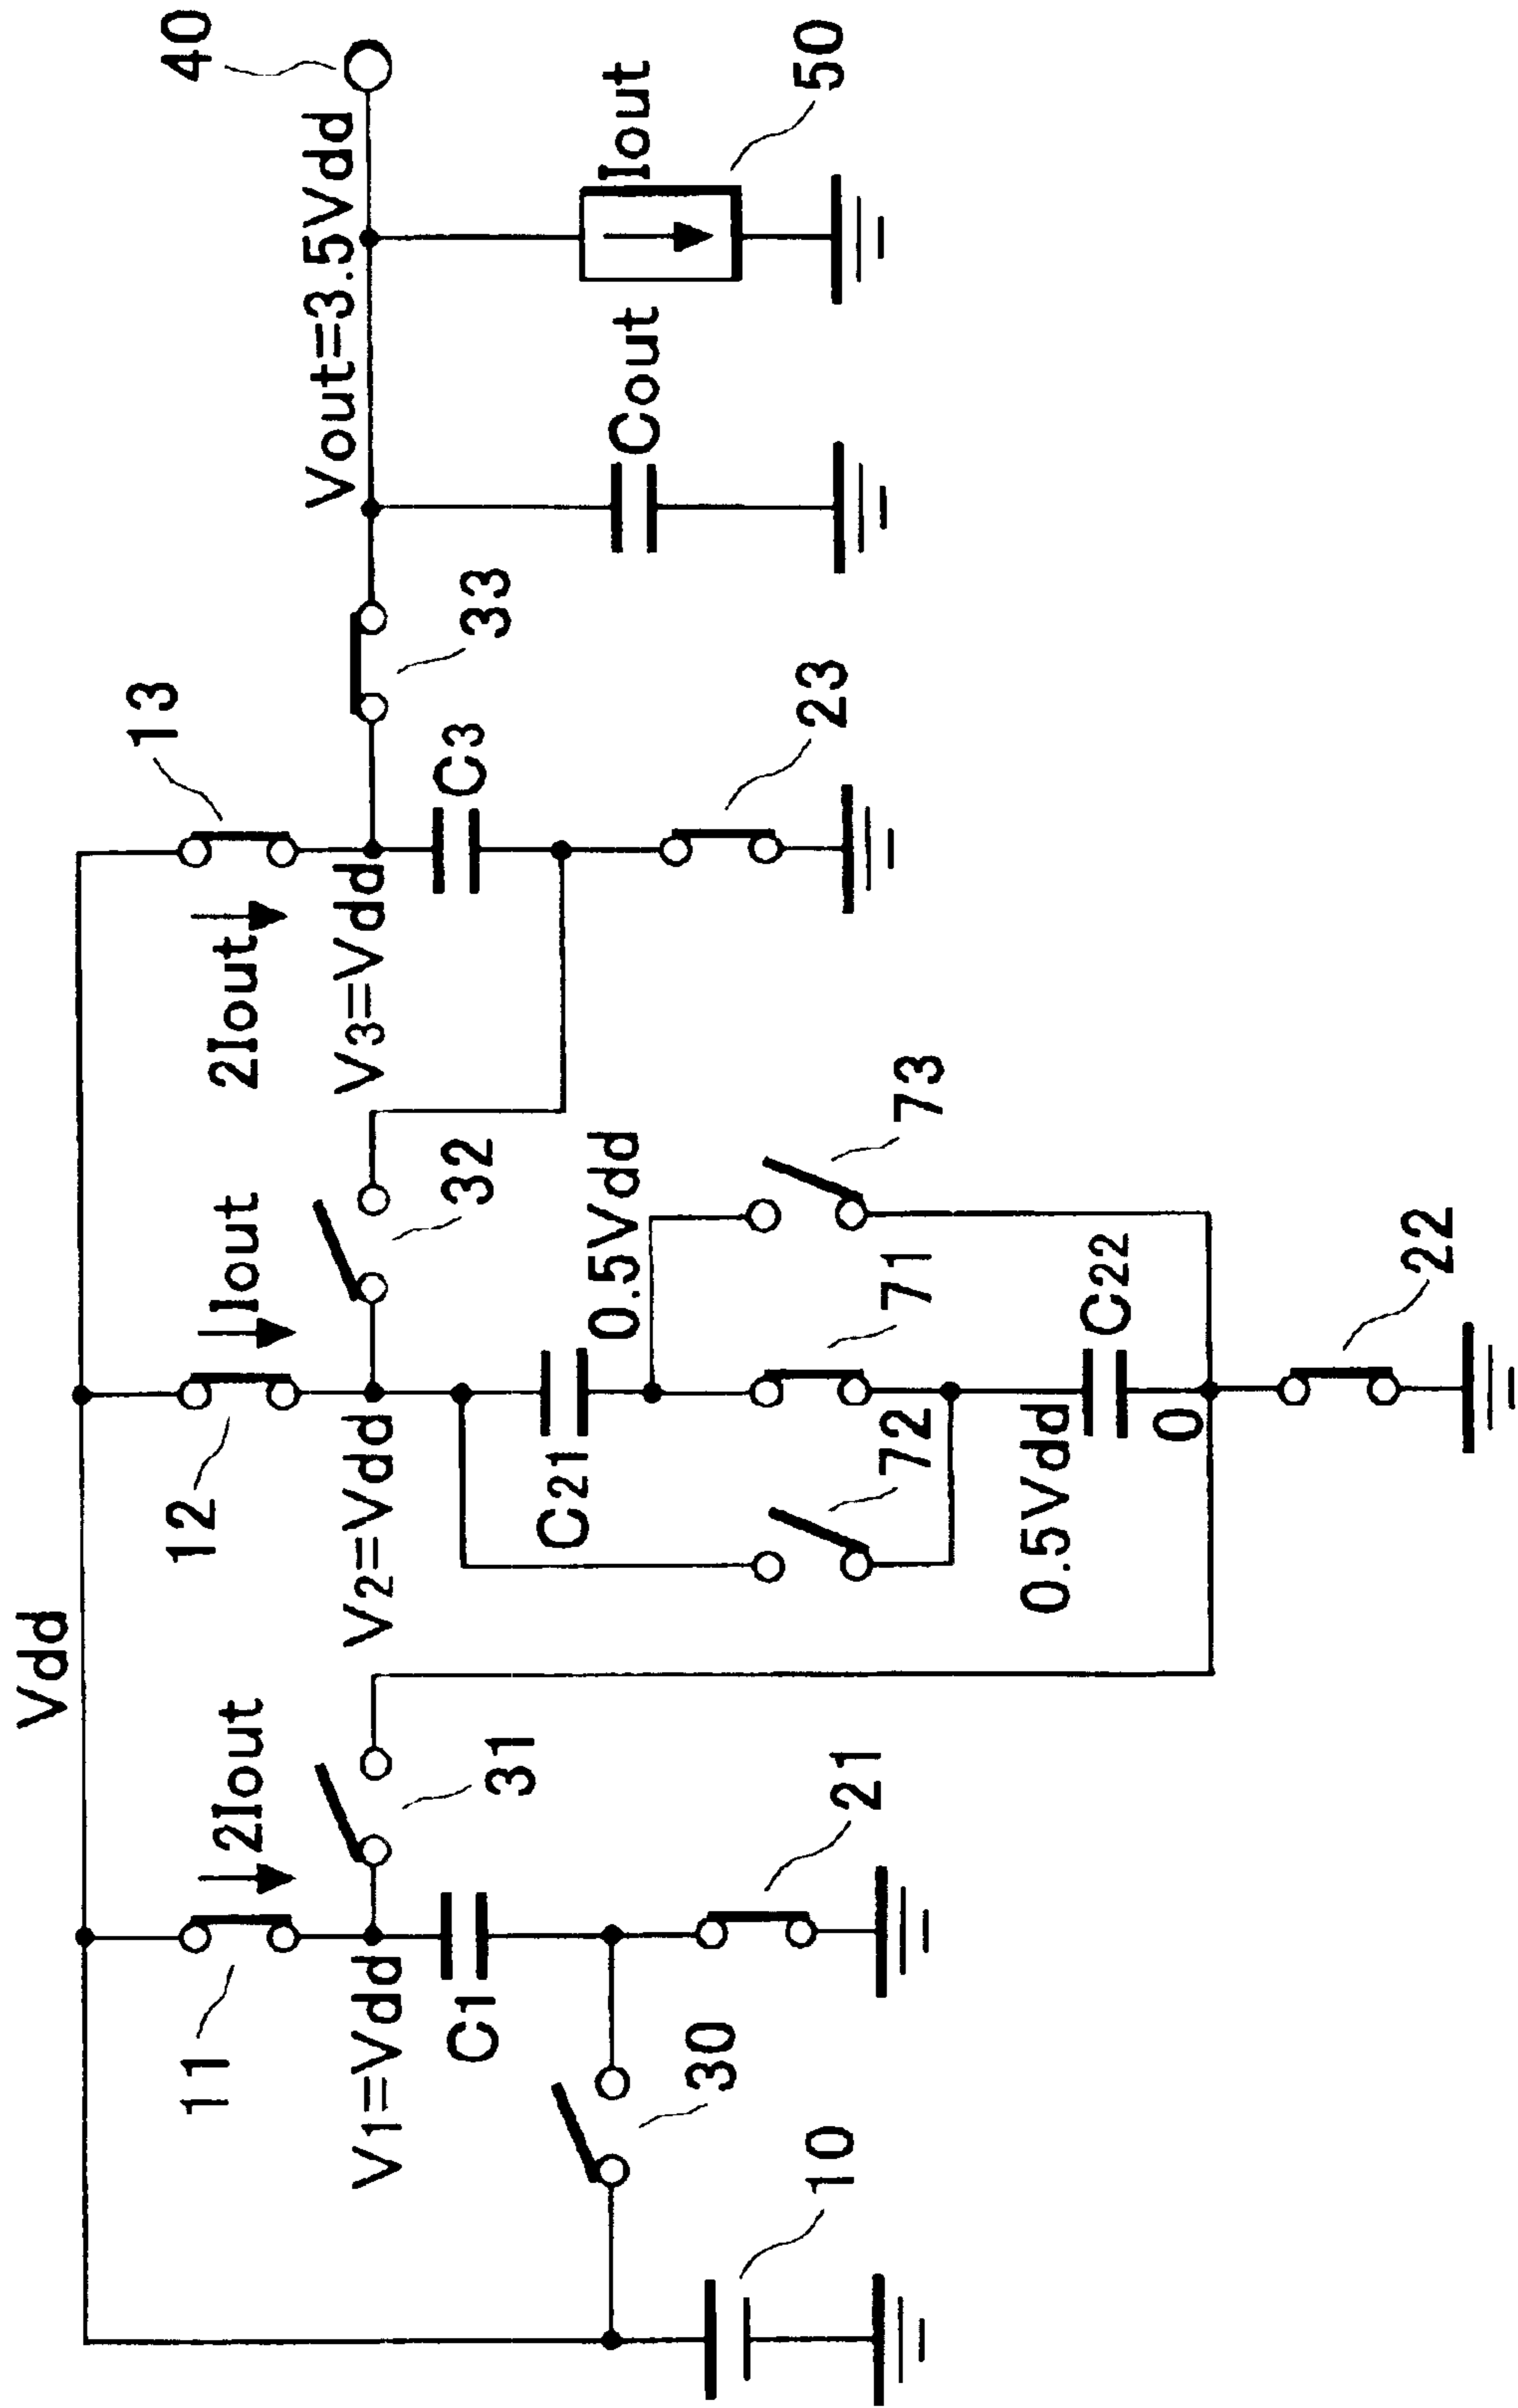 Vdd
11
2Iout
12
Iout
13
2Iout
40
V1=Vdd
V2=Vdd
V3=Vdd
Vout=3.5Vdd
31
32
33
C1
C3
Cout
Iout
C21
0.5Vdd
30
10
21
72
71
73
23
50
0.5Vdd
C22
0
22